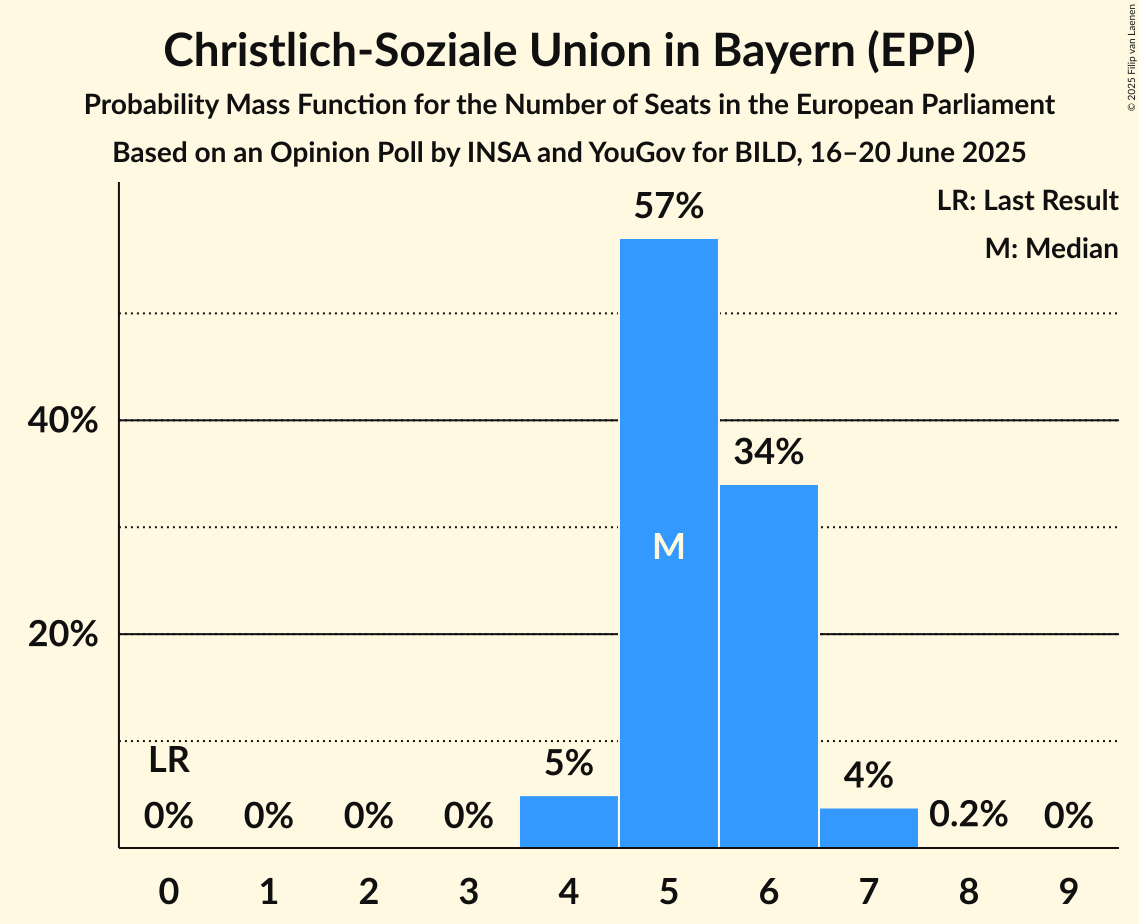 Christlich-Soziale Union in Bayern (EPP)
Probability Mass Function for the Number of Seats in the European Parliament
Based on an Opinion Poll by INSA and YouGov for BILD, 16–20 June 2025
© 2025 Filip van Laenen
LR: Last Result
M: Median
57%
40%
34%
M
20%
LR
5%
4%
0% 0% 0% 0% 0.2% 0%
0 1 2 3 4 5 6 7 8 9